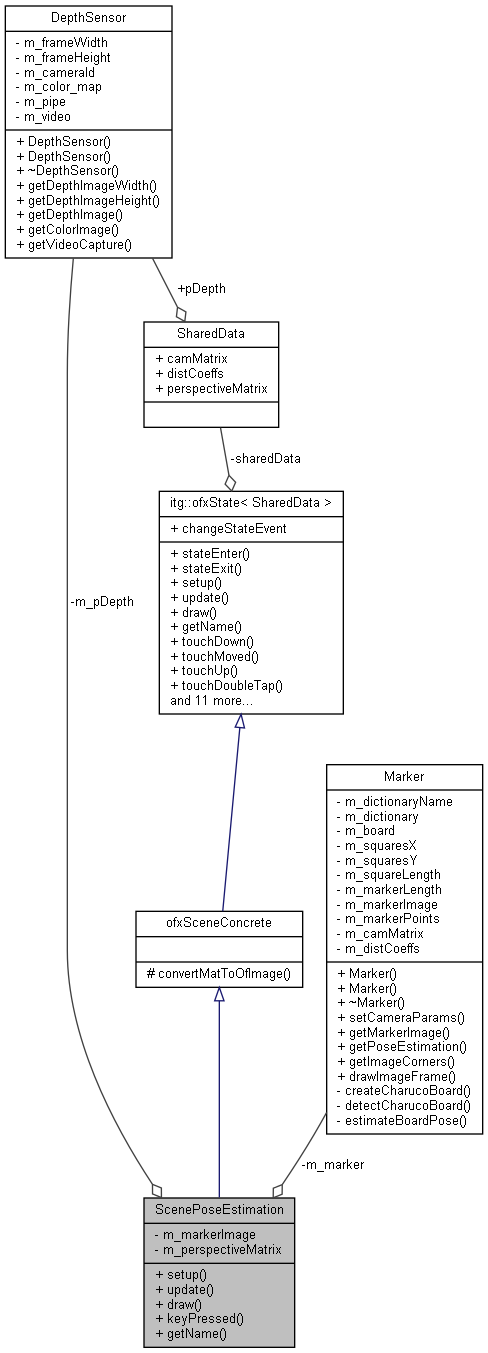 DepthSensor
- m_frameWidth
- m_frameHeight
- m_cameraId
- m_color_map
- m_pipe
- m_video
+ DepthSensor()
+ DepthSensor()
+ ~DepthSensor()
+ getDepthImageWidth()
+ getDepthImageHeight()
+ getDepthImage()
+ getColorImage()
+ getVideoCapture()
+pDepth
SharedData
+ camMatrix
+ distCoeffs
+ perspectiveMatrix
-sharedData
itg::ofxState< SharedData >
+ changeStateEvent
+ stateEnter()
+ stateExit()
+ setup()
+ update()
+ draw()
+ getName()
+ touchDown()
+ touchMoved()
+ touchUp()
+ touchDoubleTap()
and 11 more...
-m_pDepth
Marker
- m_dictionaryName
- m_dictionary
- m_board
- m_squaresX
- m_squaresY
- m_squareLength
- m_markerLength
- m_markerImage
- m_markerPoints
- m_camMatrix
- m_distCoeffs
+ Marker()
+ Marker()
+ ~Marker()
+ setCameraParams()
+ getMarkerImage()
+ getPoseEstimation()
+ getImageCorners()
+ drawImageFrame()
- createCharucoBoard()
- detectCharucoBoard()
- estimateBoardPose()
ofxSceneConcrete
# convertMatToOfImage()
-m_marker
ScenePoseEstimation
- m_markerImage
- m_perspectiveMatrix
+ setup()
+ update()
+ draw()
+ keyPressed()
+ getName()